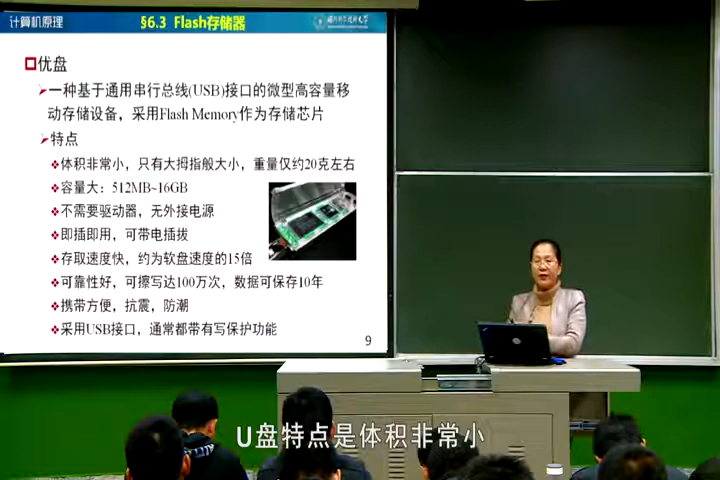 计算机原理
§6.3 Flash存储器
国防科学技术大学
优盘
一种基于通用串行总线(USB)接口的微型高容量移
动存储设备，采用Flash Memory作为存储芯片
特点
体积非常小，只有大拇指般大小，重量仅约20克左右
容量大：512MB~16GB
不需要驱动器，无外接电源
即插即用，可带电插拔
存取速度快，约为软盘速度的15倍
可靠性好，可擦写达100万次，数据可保存10年
携带方便，抗震，防潮
采用USB接口，通常都带有写保护功能
9
U盘特点是体积非常小